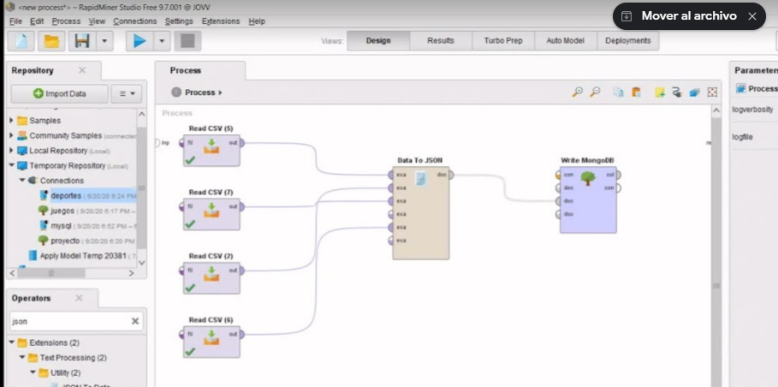 <new process*> – RapidMiner Studio Free 9.7.001 @ JOVV
Mover al archivo
File Edit Process View Connections Settings Extensions Help
Views: Design Results Turbo Prep Auto Model Deployments
Repository
Process
Parameter
Import Data
Process
Process
Samples
Process
logverbosity
Community Samples (connected
inp
Read CSV (5)
fil out
Local Repository (Local)
logfile
Temporary Repository (Local)
Data To JSON
Write MongoDB
Connections
exa doc
con out
deportes ( 9/20/20 9:24 PM
Read CSV (7)
exa
doc con
juegos ( 9/20/20 6:17 PM –
fil out
exa
doc
mysql ( 9/20/20 6:52 PM –
exa
doc
proyecto ( 9/20/20 6:20 PM
exa
Apply Model Temp 20381 (
Read CSV (2)
exa
fil out
Operators
json
Read CSV (6)
fil out
Extensions (2)
Text Processing (2)
Utility (2)
JSON To Data